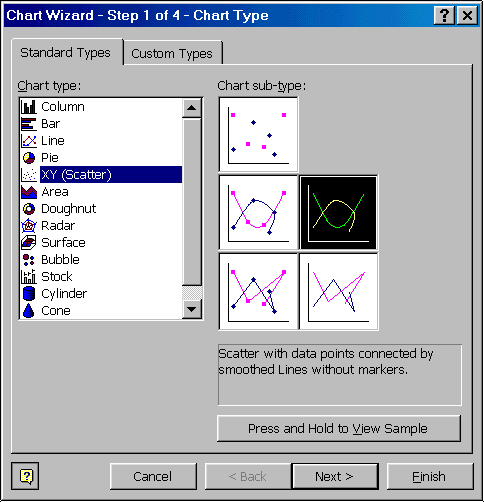 Chart Wizard - Step 1 of 4 - Chart Type
Standard Types
Custom Types
Chart type:
Column
Bar
Line
Pie
XY (Scatter)
Area
Doughnut
Radar
Surface
Bubble
Stock
Cylinder
Cone
Chart sub-type:
Scatter with data points connected by
smoothed Lines without markers.
Press and Hold to View Sample
Cancel
< Back
Next >
Finish